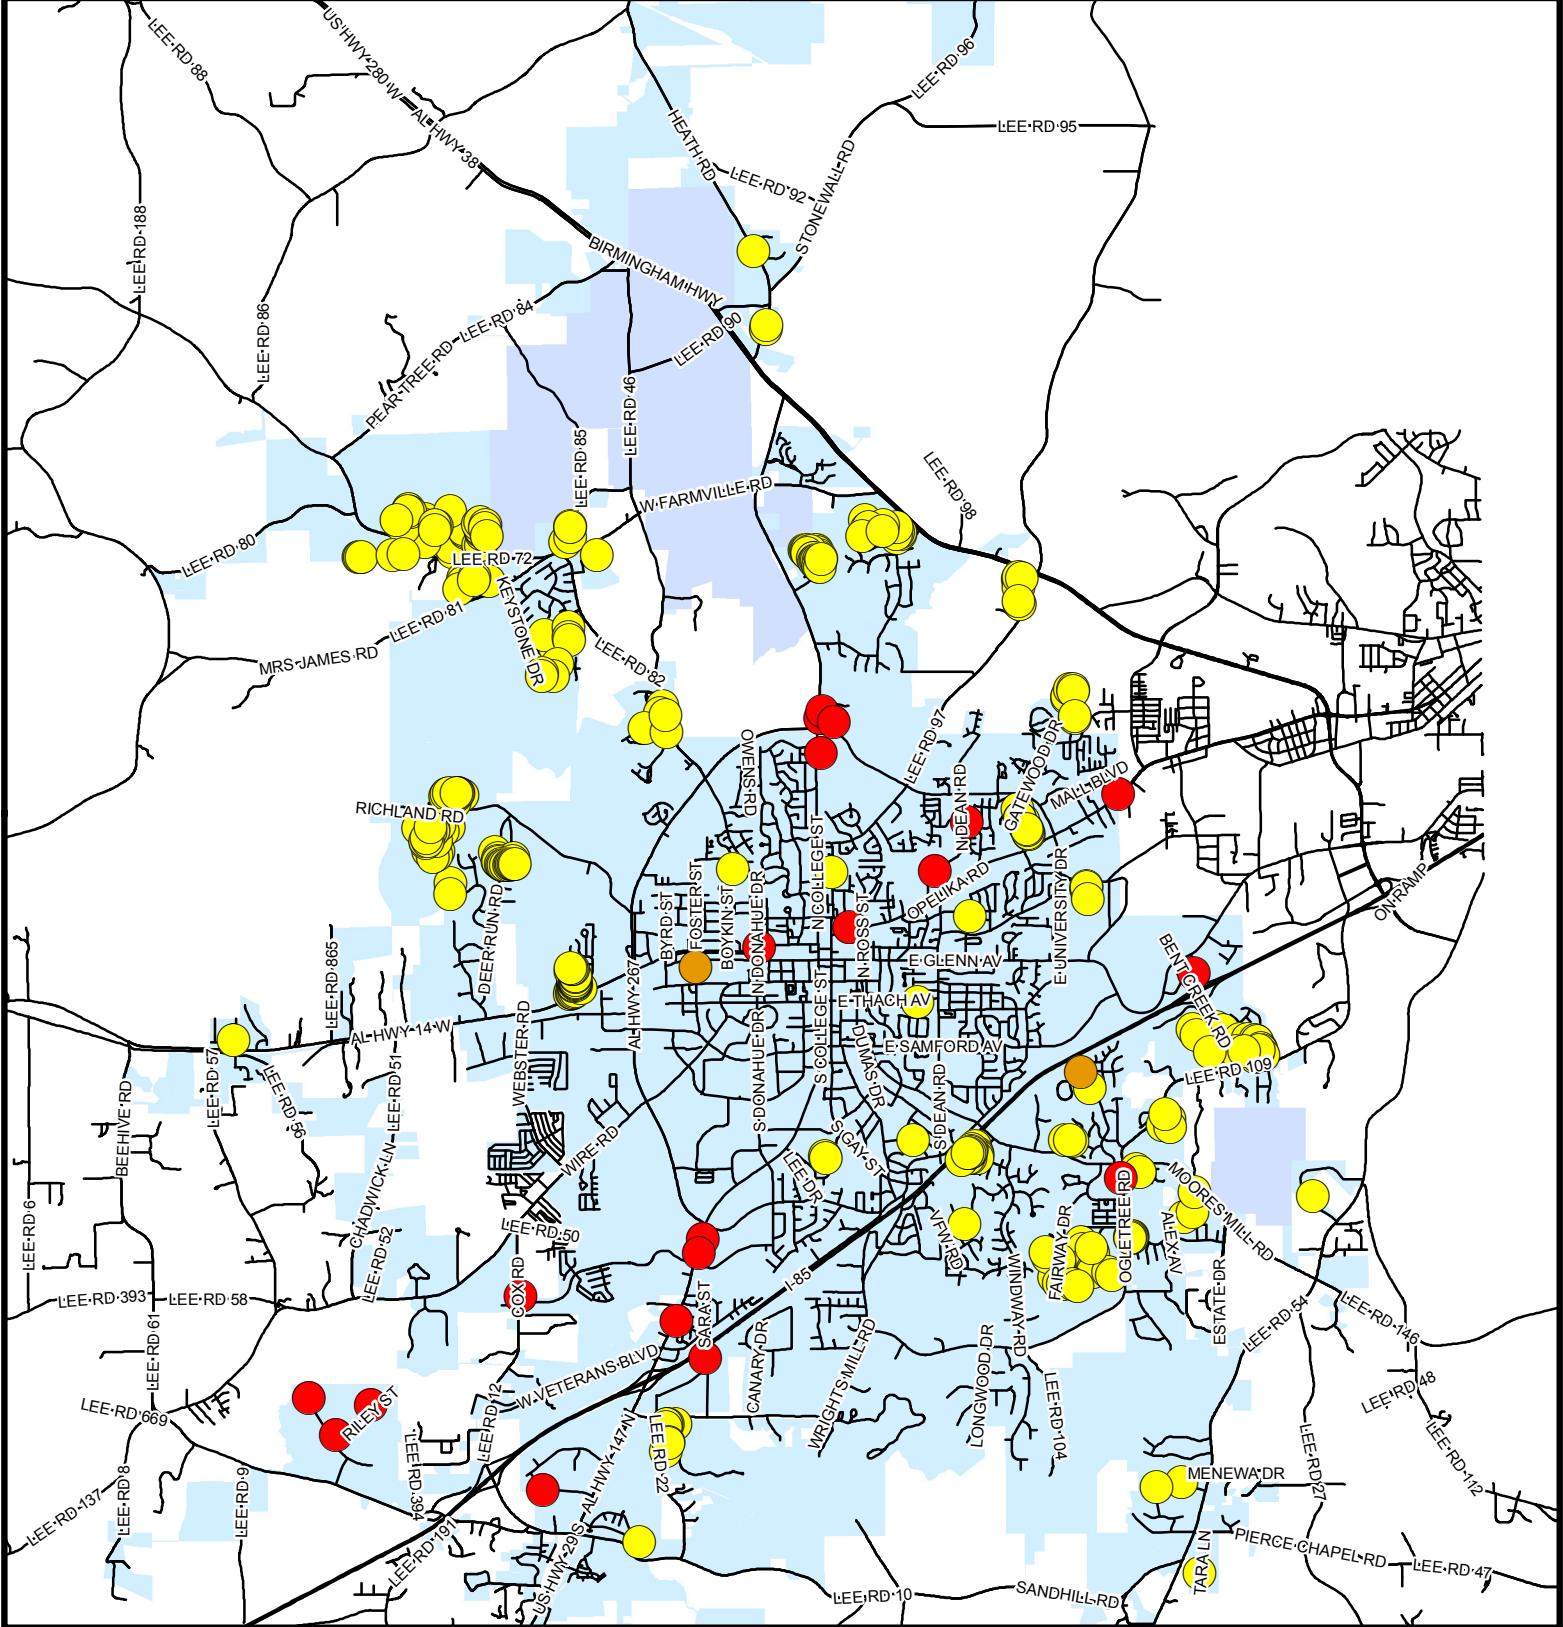 LEE RD 88
US HWY 280 W
AL HWY 38
LEE RD 96
HEATH RD
LEE RD 95
LEE RD 92
STONEWALL RD
LEE RD 188
BIRMINGHAM HWY
LEE RD 86
LEE RD 84
PEAR TREE RD
LEE RD 90
LEE RD 46
LEE RD 85
W FARMVILLE RD
LEE RD 98
LEE RD 80
LEE RD 72
KEYSTONE DR
LEE RD 81
MRS JAMES RD
LEE RD 82
OWENS RD
LEE RD 97
GATEWOOD DR
MALL BLVD
N DEAN RD
RICHLAND RD
N COLLEGE ST
OPELIKA RD
E UNIVERSITY DR
ON RAMP
BYRD ST
FOSTER ST
BOYKIN ST
N DONAHUE DR
N ROSS ST
DEER RUN RD
LEE RD 865
E GLENN AV
BENT CREEK RD
AL HWY 267
E THACH AV
AL HWY 14 W
WEBSTER RD
S COLLEGE ST
S DONAHUE DR
DUMAS DR
E SAMFORD AV
LEE RD 57
LEE RD 56
LEE RD 51
LEE RD 109
BEEHIVE RD
S DEAN RD
WIRE RD
S GAY ST
LEE DR
LEE RD 6
CHADWICK LN
LEE RD 52
LEE RD 50
MOORES MILL RD
OGLETREE RD
ALEX AV
VFW RD
FAIRWAY DR
WINDWAY RD
I-85
COX RD
LEE RD 393
LEE RD 58
SARA ST
ESTATE DR
LEE RD 54
LEE RD 146
LEE RD 61
CANARY DR
WRIGHTS MILL RD
LONGWOOD DR
W VETERANS BLVD
LEE RD 12
LEE RD 48
LEE RD 669
RILEY ST
LEE RD 104
LEE RD 22
AL HWY 147 N
LEE RD 112
LEE RD 27
MENEWA DR
LEE RD 394
LEE RD 8
LEE RD 9
LEE RD 137
LEE RD 191
US HWY 29 S
PIERCE CHAPEL RD
LEE RD 47
TARA LN
LEE RD 10
SANDHILL RD